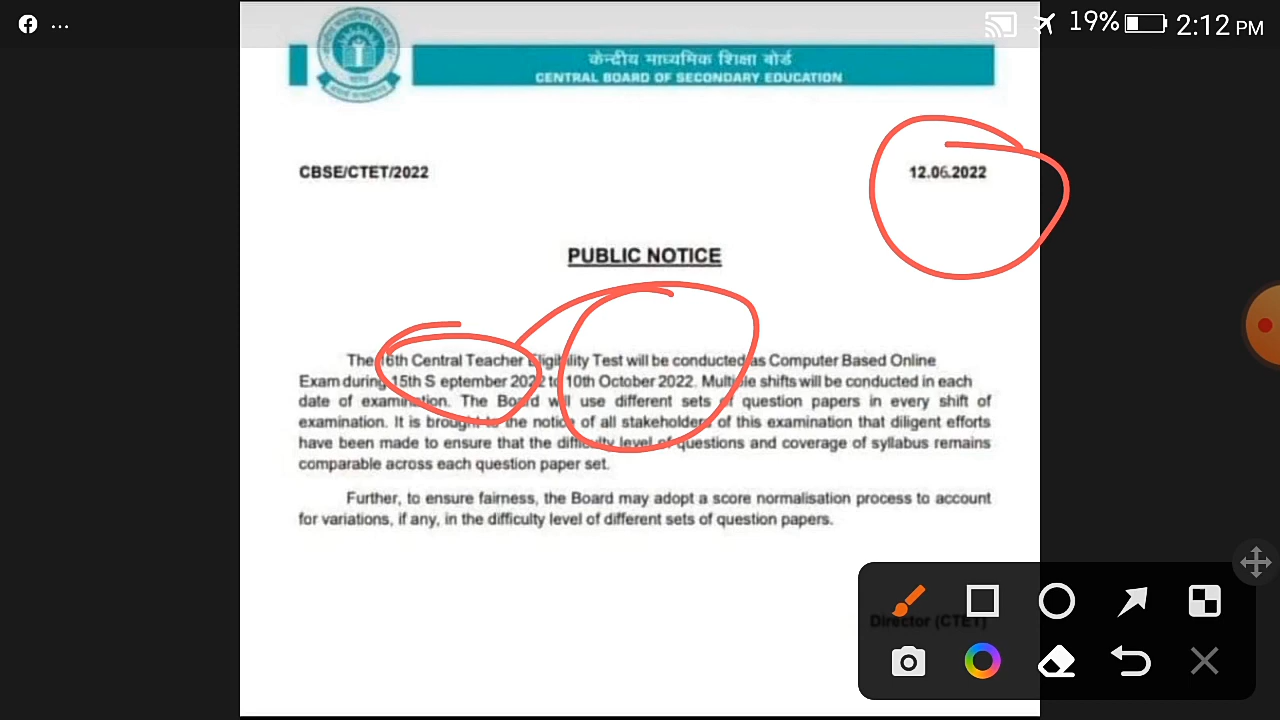 ... 19% 2:12 PM
केन्द्रीय माध्यमिक शिक्षा बोर्ड
CENTRAL BOARD OF SECONDARY EDUCATION
CBSE/CTET/2022 12.06.2022
PUBLIC NOTICE
The 16th Central Teacher Eligibility Test will be conducted as Computer Based Online
Exam during 15th S eptember 2022 to 10th October 2022. Multiple shifts will be conducted in each
date of examination. The Board will use different sets of question papers in every shift of
examination. It is brought to the notice of all stakeholders of this examination that diligent efforts
have been made to ensure that the difficulty level of questions and coverage of syllabus remains
comparable across each question paper set.
Further, to ensure fairness, the Board may adopt a score normalisation process to account
for variations, if any, in the difficulty level of different sets of question papers.
Director (CTET)